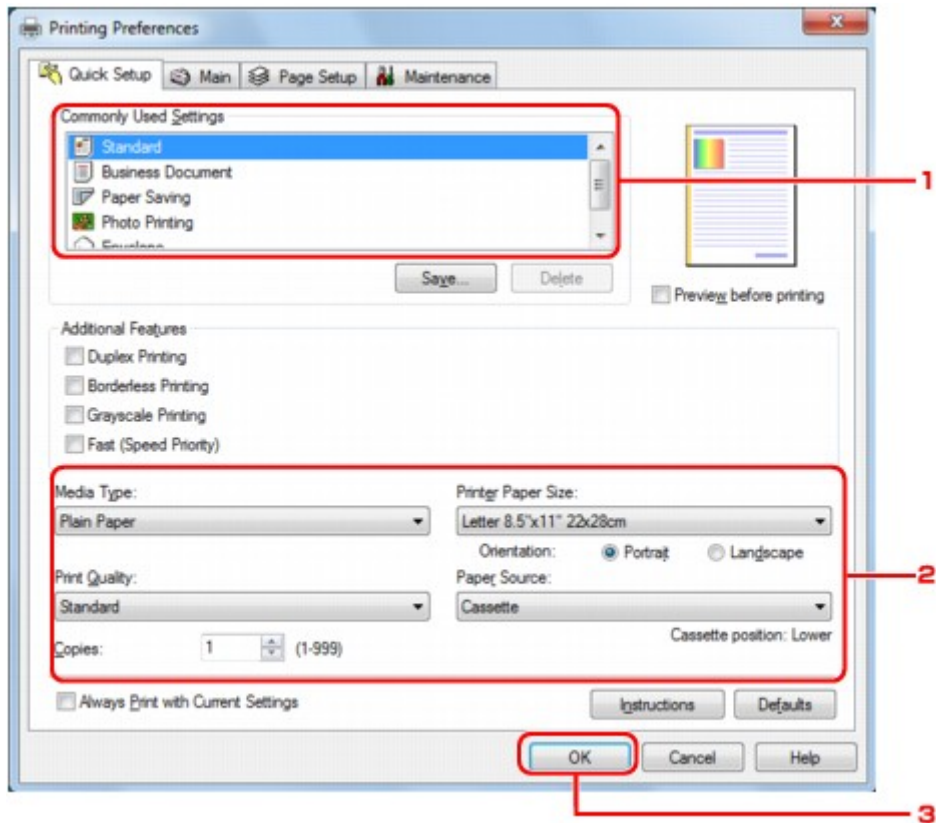 Printing Preferences
Quick Setup Main Page Setup Maintenance
Commonly Used Settings
Standard
Business Document
Paper Saving
Photo Printing
Envelope
1
Save... Delete
Preview before printing
Additional Features
Duplex Printing
Borderless Printing
Grayscale Printing
Fast (Speed Priority)
Media Type: Printer Paper Size:
Plain Paper Letter 8.5"x11" 22x28cm
Orientation: Portrait Landscape
2
Print Quality: Paper Source:
Standard Cassette
Cassette position: Lower
Copies: 1 (1-999)
Always Print with Current Settings Instructions Defaults
OK Cancel Help
3